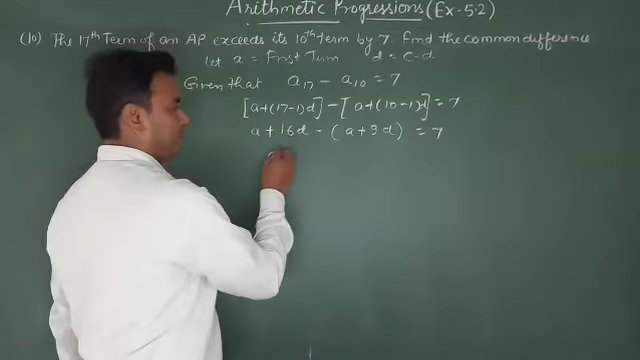 Arithmetic Progressions (Ex-5.2)
(10) The 17th Term of an AP exceeds its 10th term by 7. Find the common difference
let a = First Term d = c-d.
Given that a17 - a10 = 7
[a+(17-1)d] - [a+(10-1)d] = 7
a + 16d - (a+9d) = 7